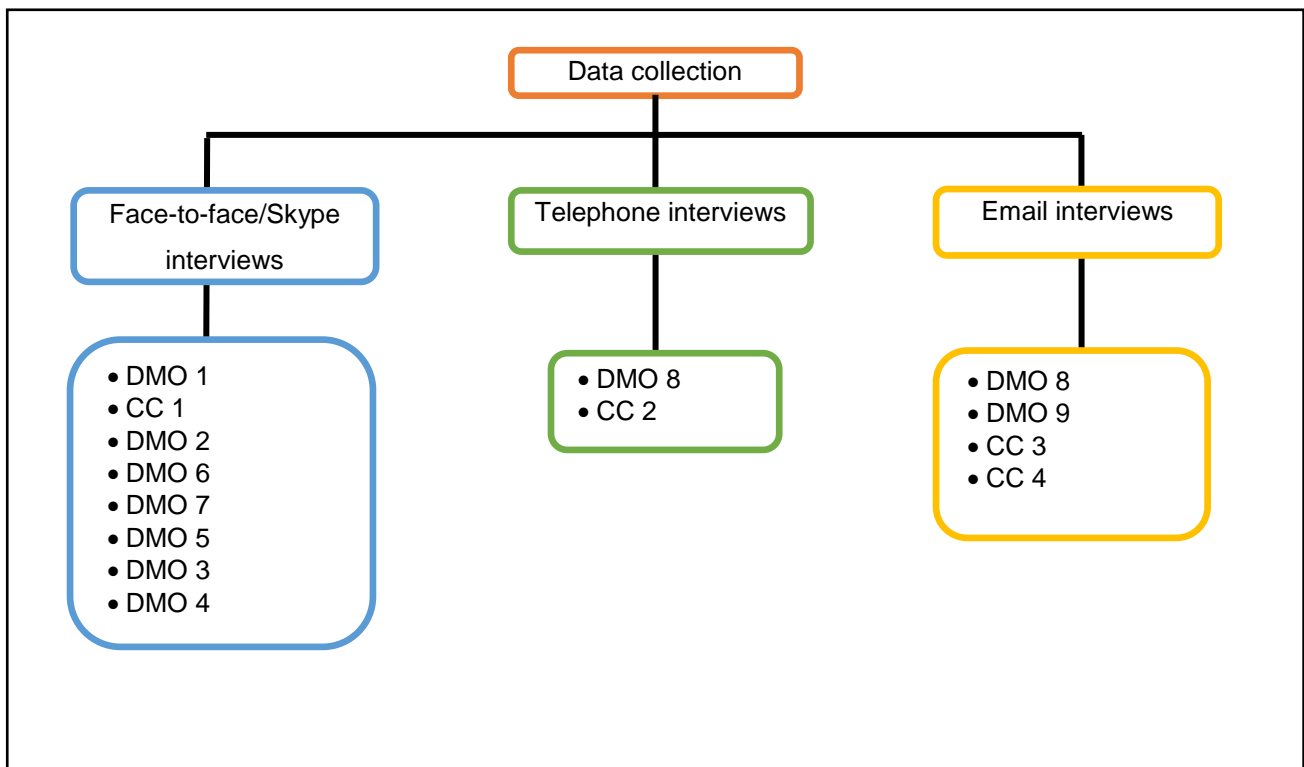 Data collection
Face-to-face/Skype
interviews
Telephone interviews
Email interviews
• DMO 1
• CC 1
• DMO 2
• DMO 6
• DMO 7
• DMO 5
• DMO 3
• DMO 4
• DMO 8
• CC 2
• DMO 8
• DMO 9
• CC 3
• CC 4